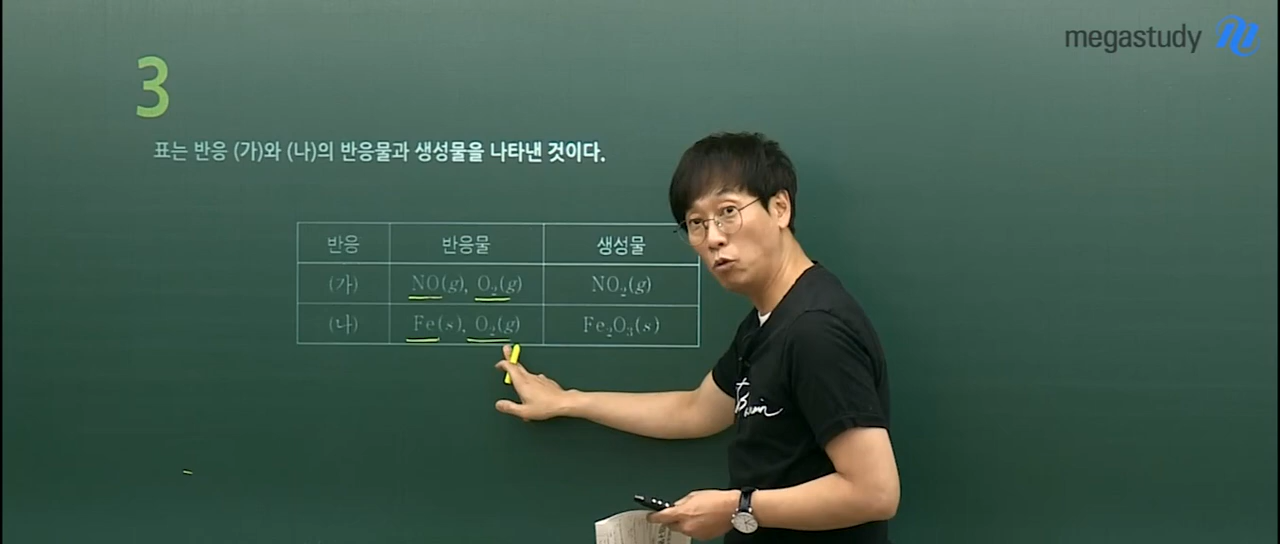 megastudy
3
표는 반응 (가)와 (나)의 반응물과 생성물을 나타낸 것이다.
반응 반응물 생성물
(가) NO(g), O₂(g) NO₂(g)
(나) Fe(s), O₂(g) Fe₂O₃(s)